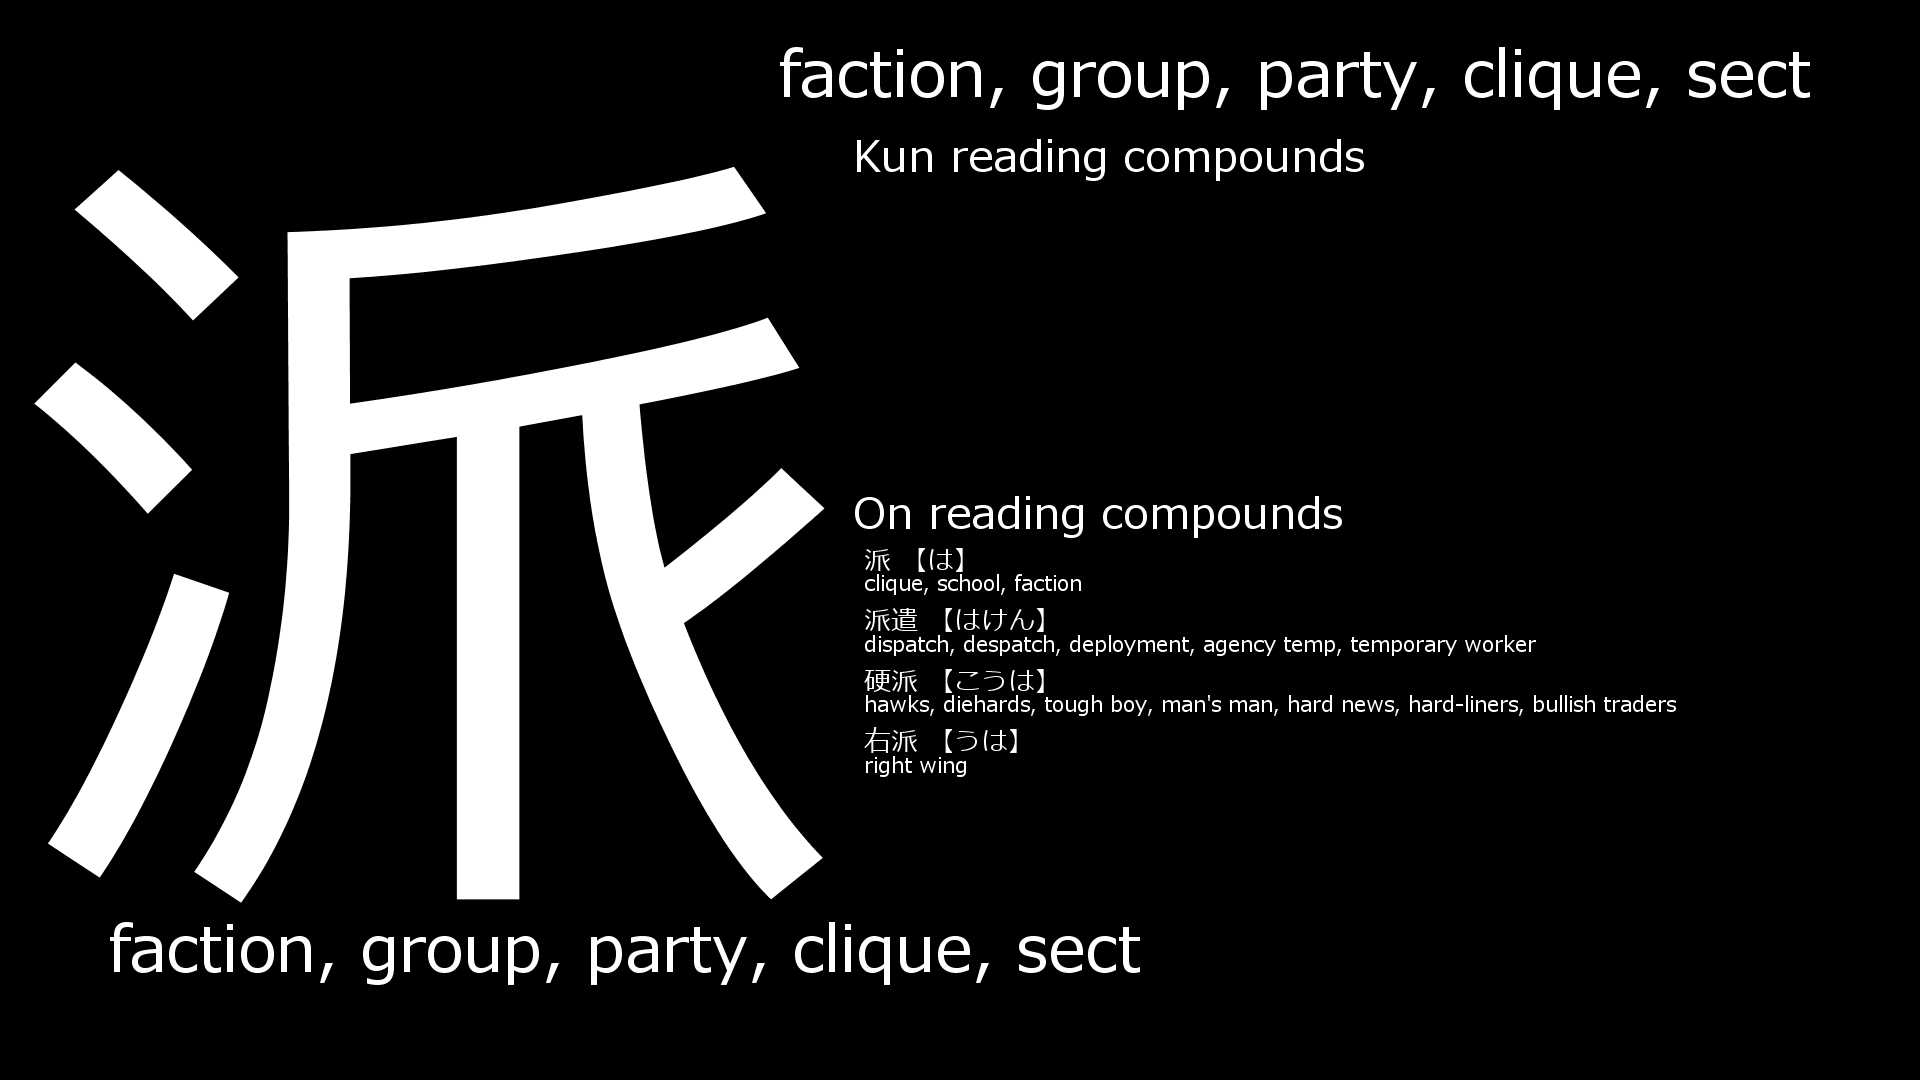 faction, group, party, clique, sect
Kun reading compounds
派
On reading compounds
派 【は】
clique, school, faction
派遣 【はけん】
dispatch, despatch, deployment, agency temp, temporary worker
硬派 【こうは】
hawks, diehards, tough boy, man's man, hard news, hard-liners, bullish traders
右派 【うは】
right wing
faction, group, party, clique, sect